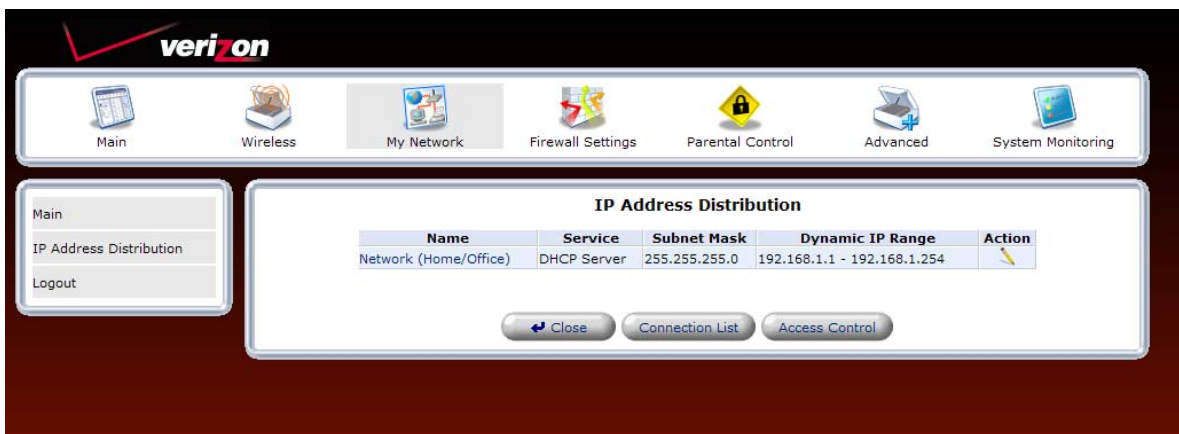 verizon
Main Wireless My Network Firewall Settings Parental Control Advanced System Monitoring
Main
IP Address Distribution
Logout
IP Address Distribution
Name Service Subnet Mask Dynamic IP Range Action
Network (Home/Office) DHCP Server 255.255.255.0 192.168.1.1 - 192.168.1.254
Close Connection List Access Control